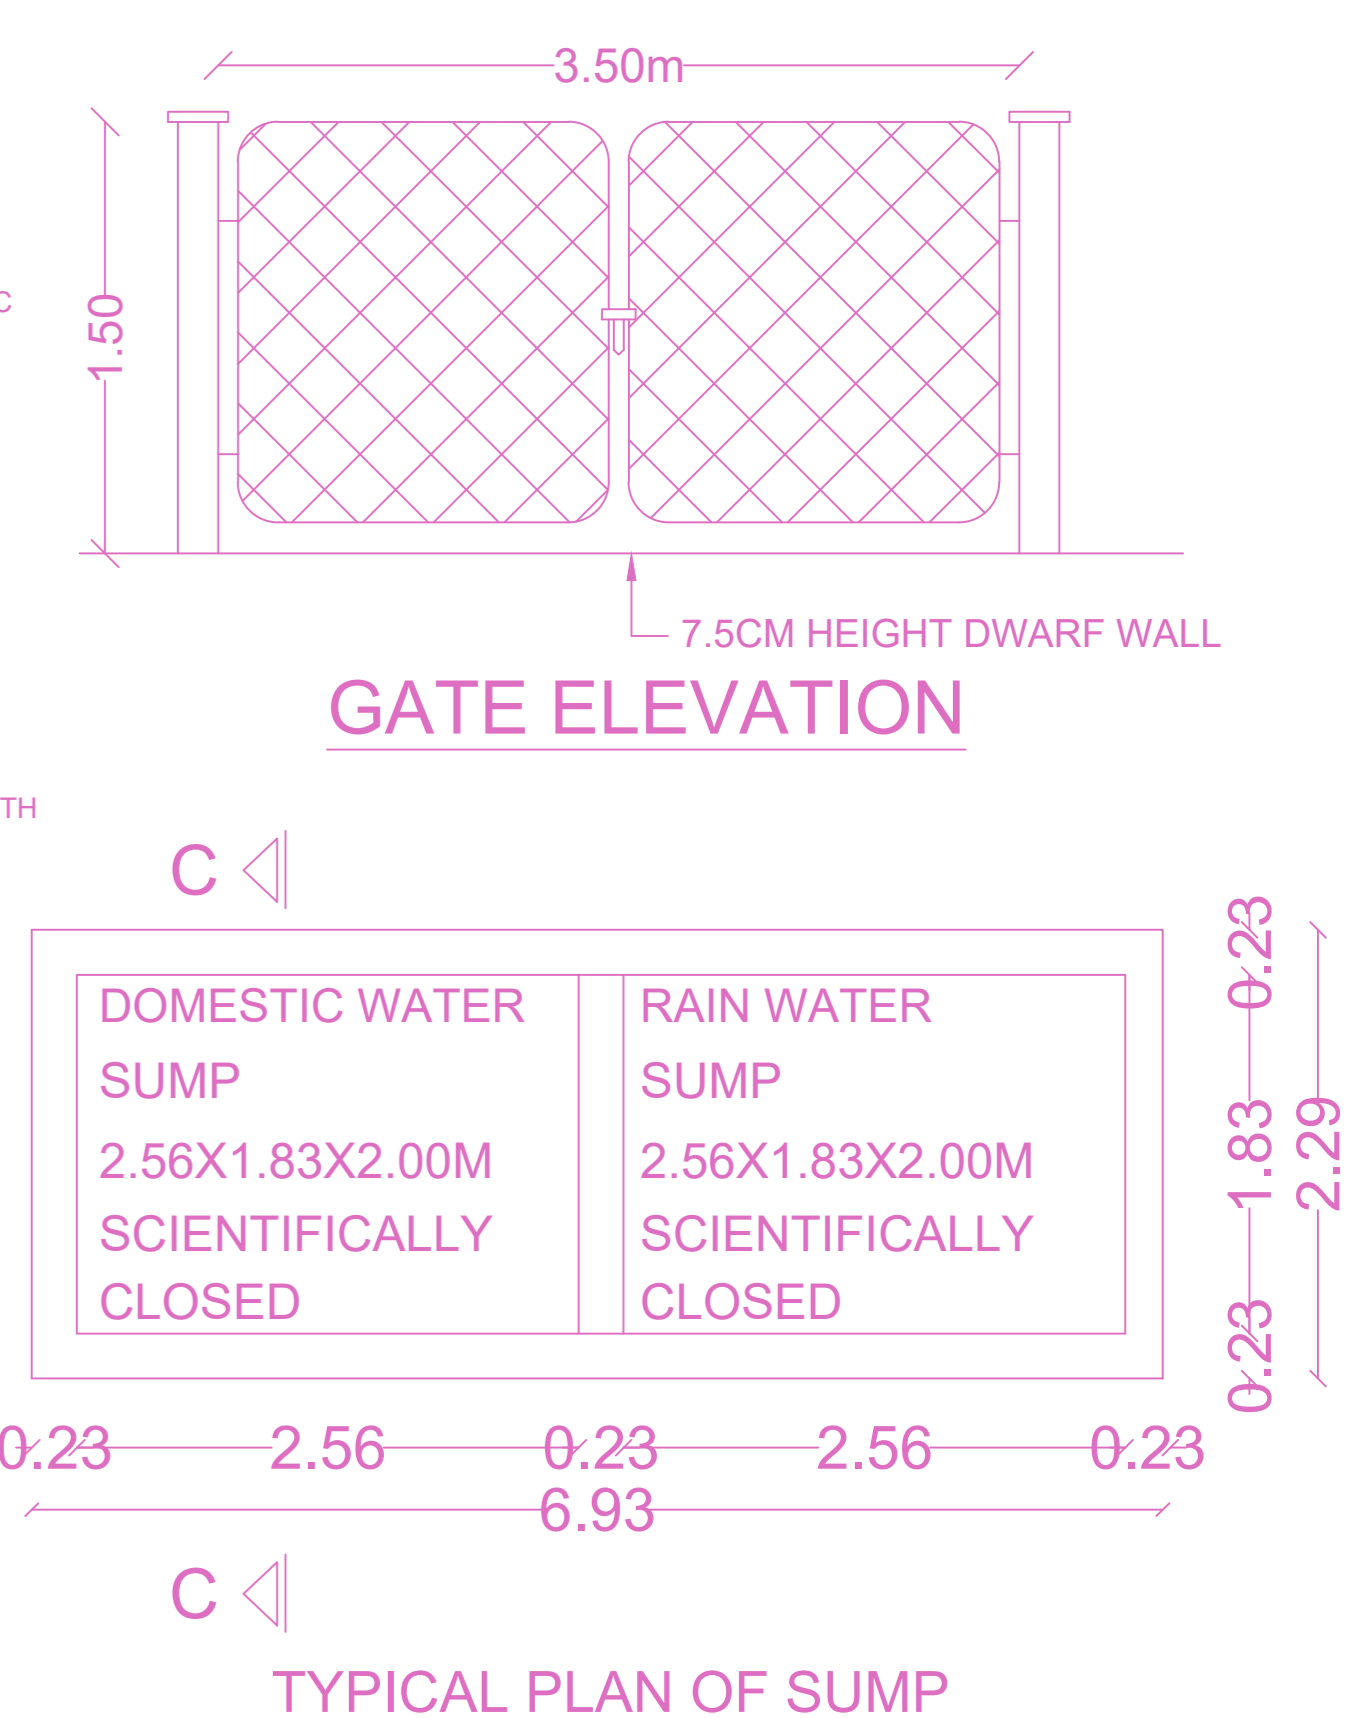 3.50m
C
1.50
7.5CM HEIGHT DWARF WALL
GATE ELEVATION
TH
C
DOMESTIC WATER
SUMP
2.56X1.83X2.00M
SCIENTIFICALLY
CLOSED
RAIN WATER
SUMP
2.56X1.83X2.00M
SCIENTIFICALLY
CLOSED
0.23
1.83
0.23
2.29
0.23
2.56
0.23
2.56
0.23
6.93
C
TYPICAL PLAN OF SUMP